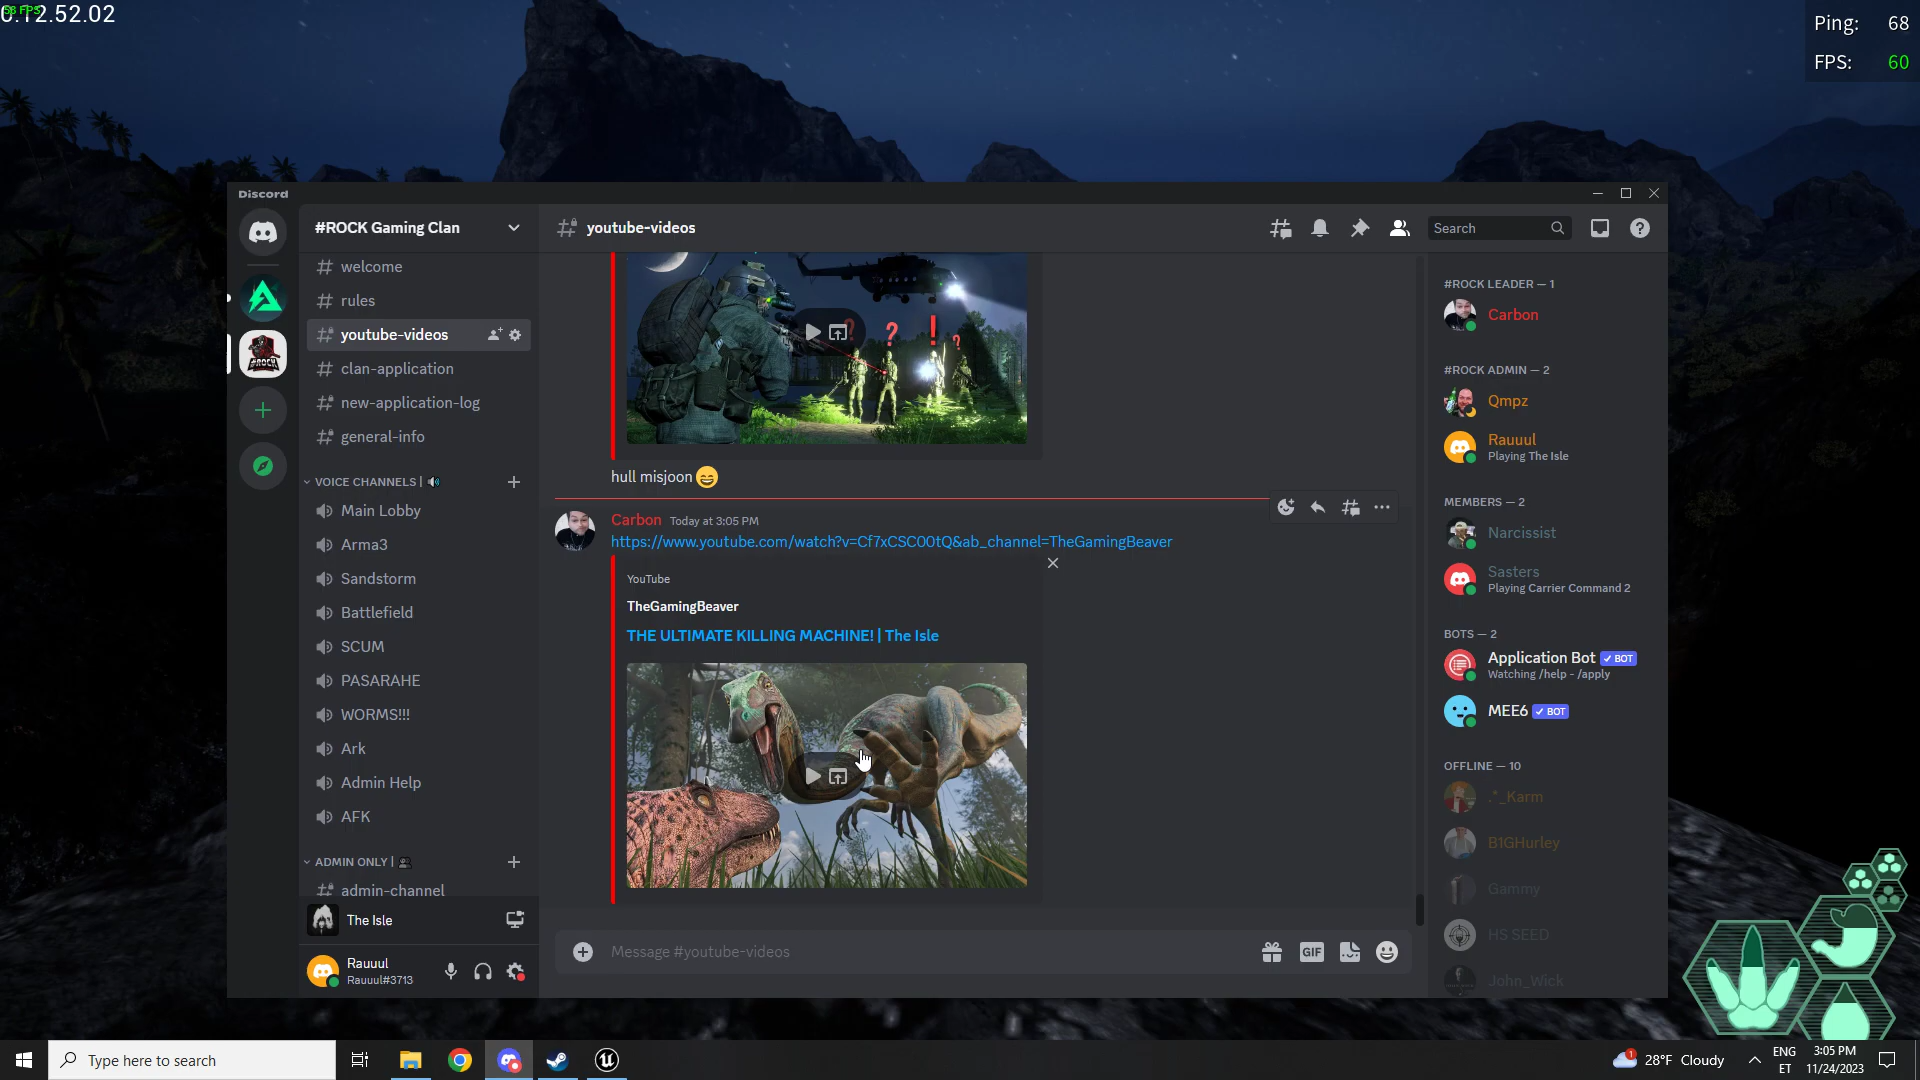 0.12.52.02
58 FPS
Ping: 68
FPS: 60
Discord
#ROCK Gaming Clan
youtube-videos
Search
welcome
rules
youtube-videos
clan-application
new-application-log
general-info
VOICE CHANNELS |
Main Lobby
Arma3
Sandstorm
Battlefield
SCUM
PASARAHE
WORMS!!!
Ark
Admin Help
AFK
ADMIN ONLY |
admin-channel
The Isle
Rauuul
Rauuul#3713
#ROCK
? ? ! ?
hull misjoon 😄
Carbon Today at 3:05 PM
https://www.youtube.com/watch?v=Cf7xCSC0OtQ&ab_channel=TheGamingBeaver
YouTube
TheGamingBeaver
THE ULTIMATE KILLING MACHINE! | The Isle
Message #youtube-videos
GIF
#ROCK LEADER — 1
Carbon
#ROCK ADMIN — 2
Qmpz
Rauuul
Playing The Isle
MEMBERS — 2
Narcissist
Sasters
Playing Carrier Command 2
BOTS — 2
Application Bot ✓ BOT
Watching /help - /apply
MEE6 ✓ BOT
OFFLINE — 10
.*_Karm
B1GHurley
Gammy
HS SEED
John_Wick
Type here to search
1
28°F Cloudy
ENG
ET
3:05 PM
11/24/2023